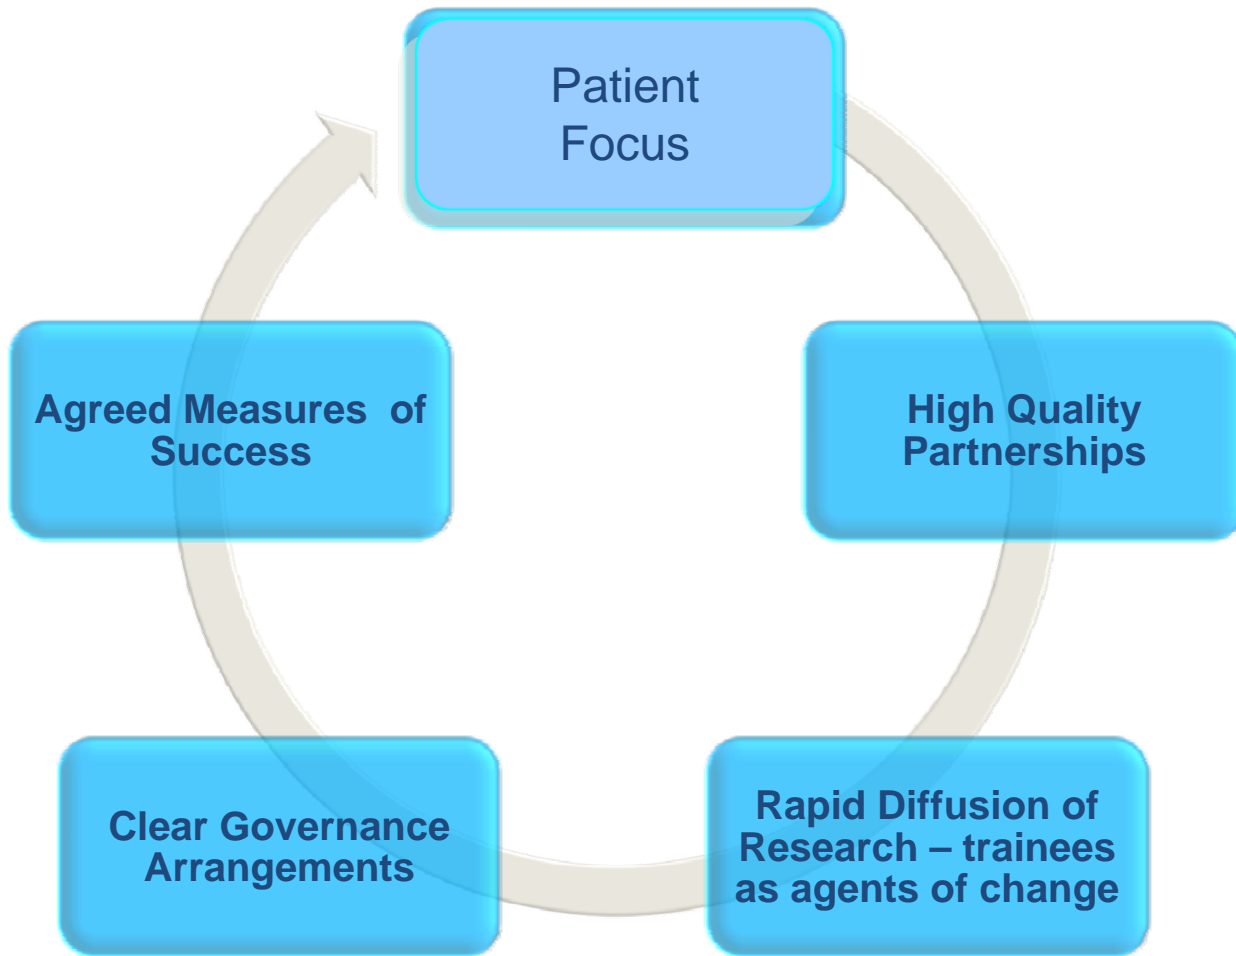 Patient
Focus
High Quality
Partnerships
Rapid Diffusion of
Research – trainees
as agents of change
Clear Governance
Arrangements
Agreed Measures  of
Success